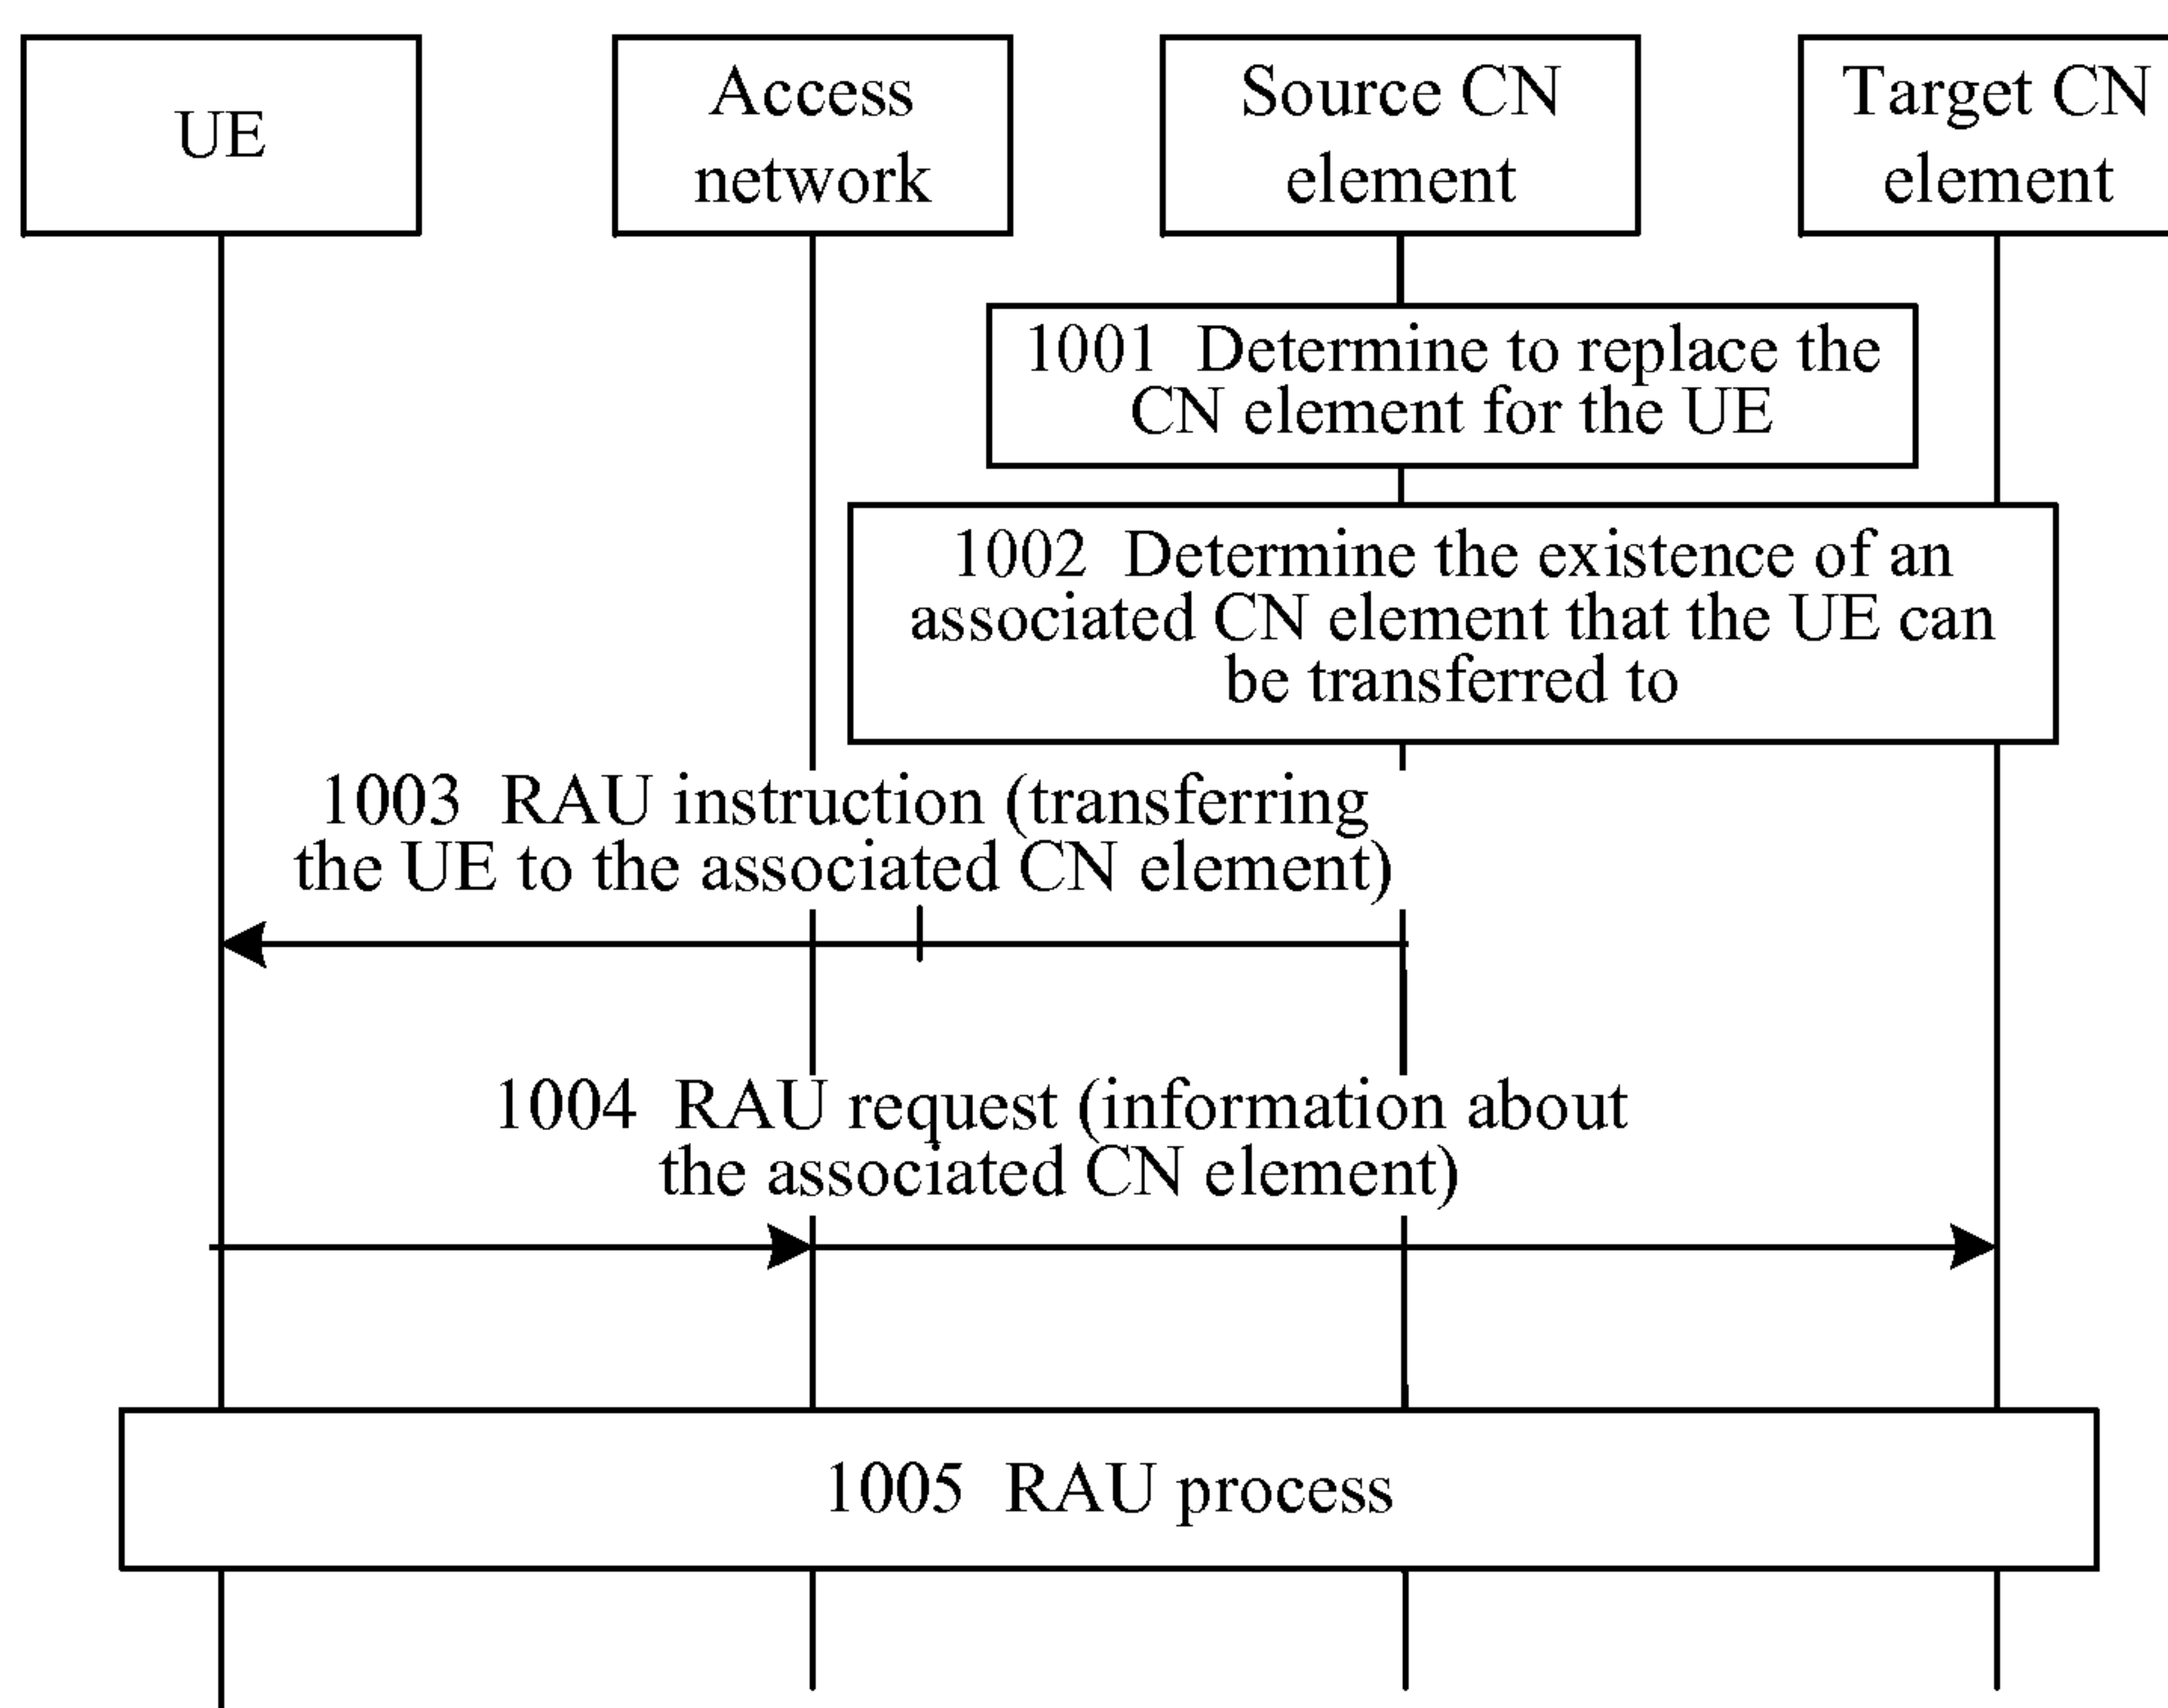 UE
Access
network
Source CN
element
Target CN
element
1001 Determine to replace the
CN element for the UE
1002 Determine the existence of an
associated CN element that the UE can
be transferred to
1003 RAU instruction (transferring
the UE to the associated CN element)
1004 RAU request (information about
the associated CN element)
1005 RAU process